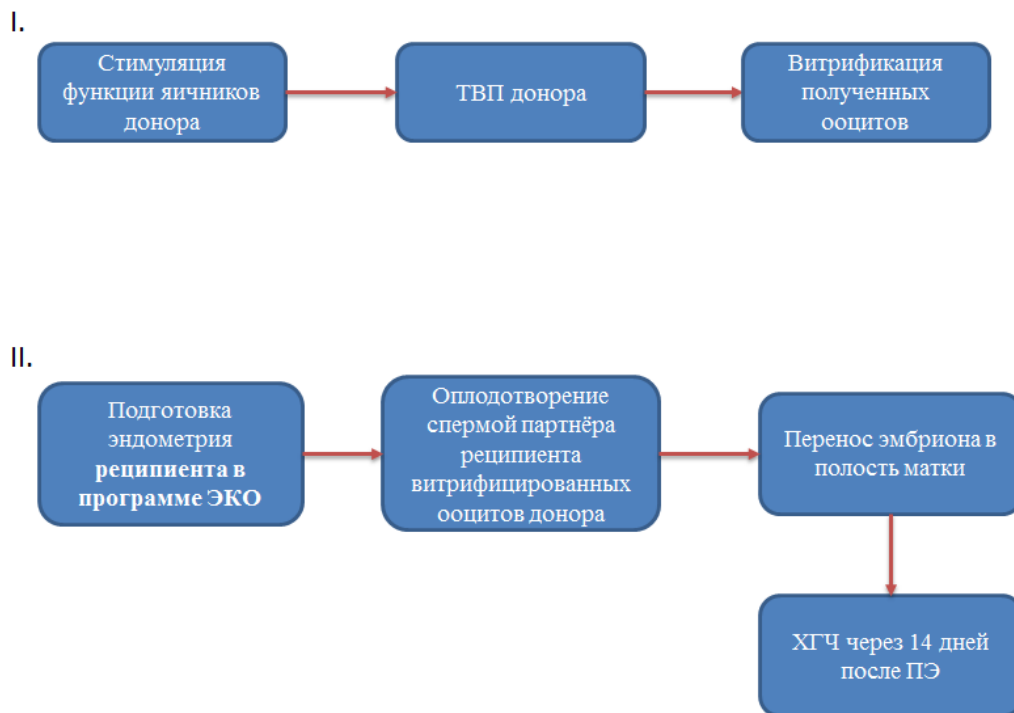 I.
Стимуляция
функции яичников
донора
ТВП донора
Витрификация
полученных
ооцитов
II.
Подготовка
эндометрия
реципиента в
программе ЭКО
Оплодотворение
спермой партнёра
реципиента
витрифицированных
ооцитов донора
Перенос эмбриона в
полость матки
ХГЧ через 14 дней
после ПЭ